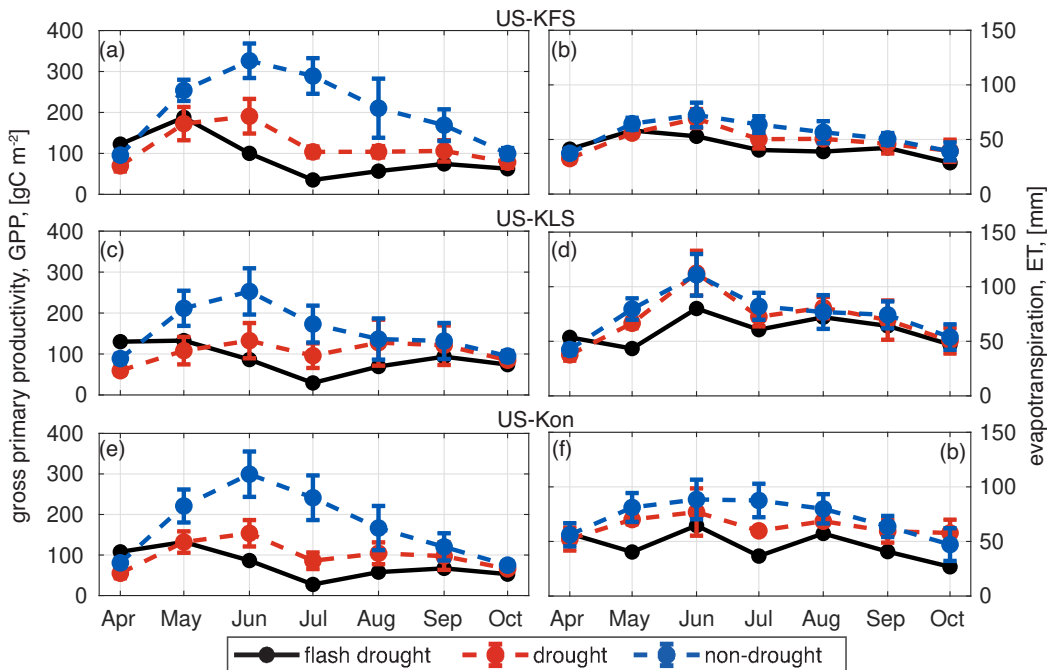 US-KFS
400
(a)
(b)
150
300
100
200
50
100
0
0
US-KLS
400
(c)
(d)
150
300
100
200
50
100
0
0
US-Kon
400
(e)
(f)
(b)
150
300
100
200
50
100
0
0
gross primary productivity, GPP, [gC m⁻²]
evapotranspiration, ET, [mm]
Apr May Jun Jul Aug Sep Oct
Apr May Jun Jul Aug Sep Oct
flash drought drought non-drought